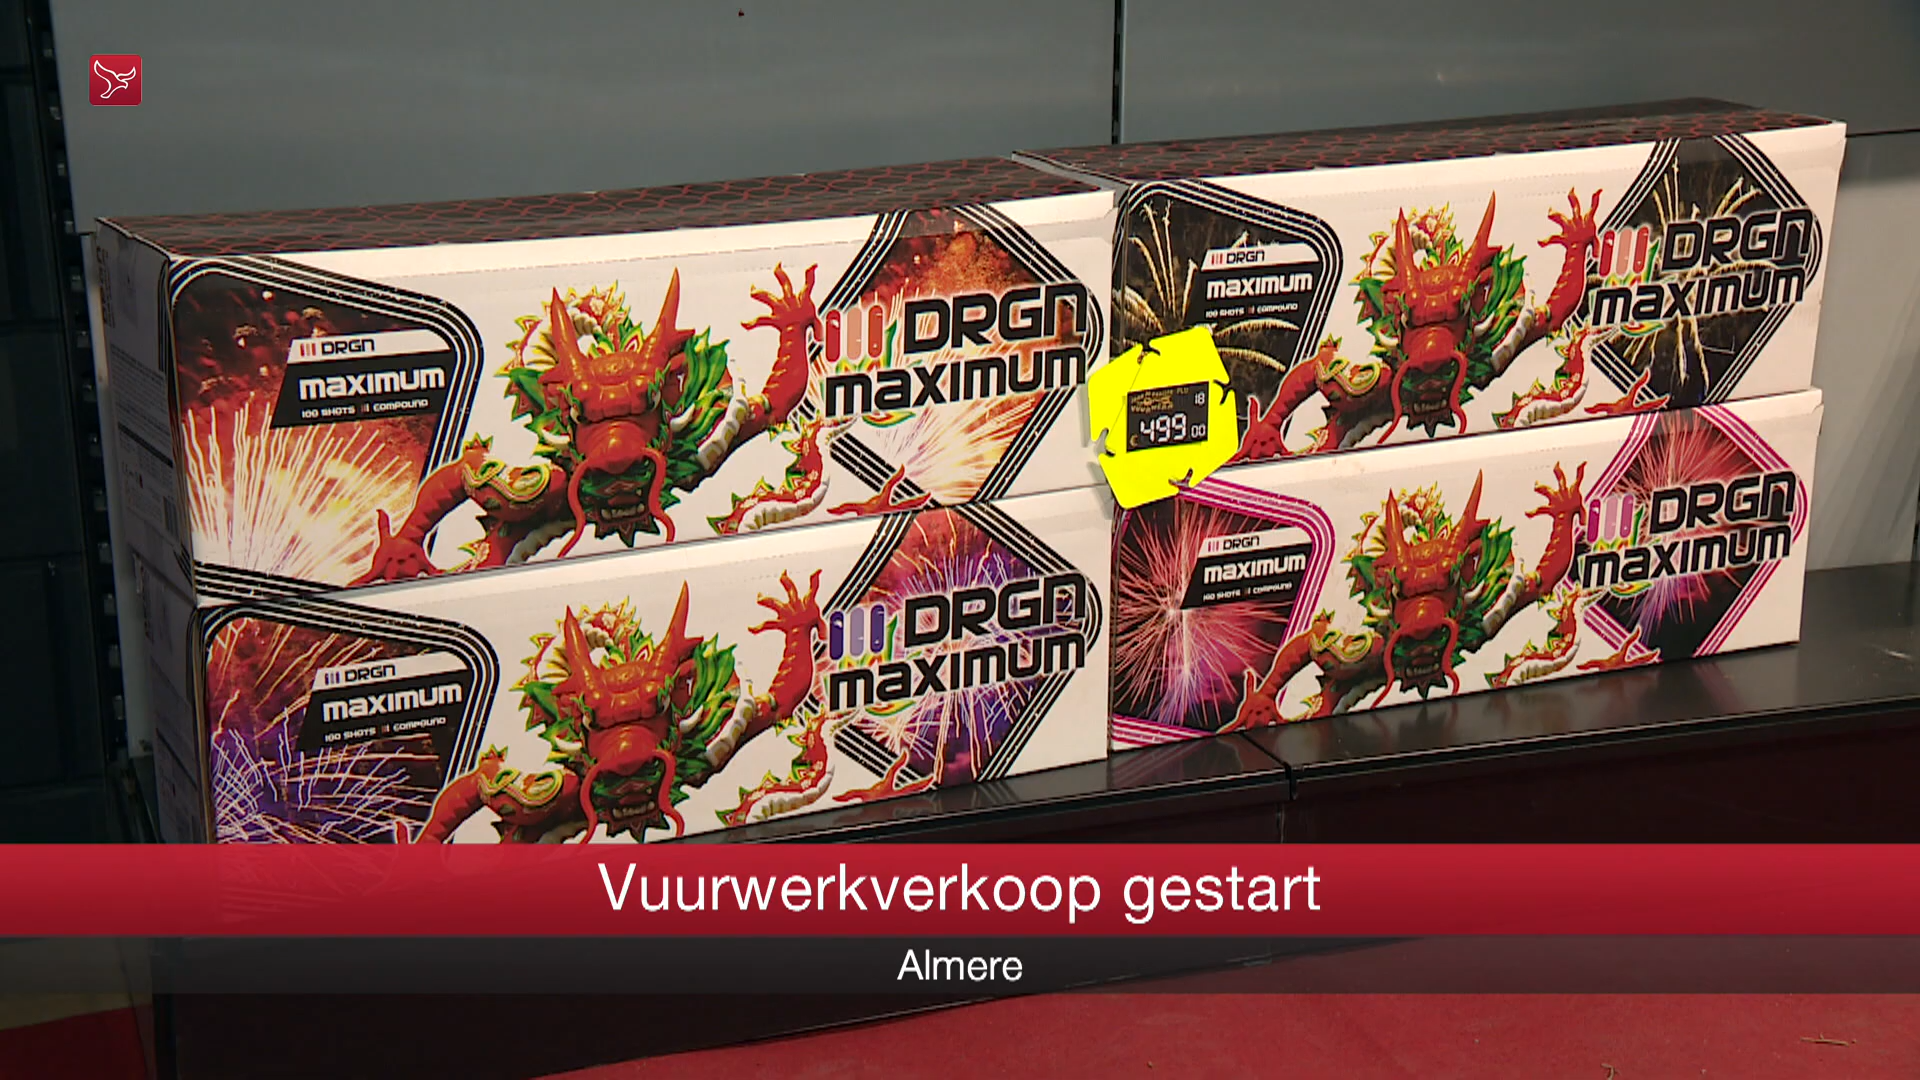 DRGN
maximum
100 SHOTS COMPOUND
DRGN
maximum
DRGN
maximum
100 SHOTS COMPOUND
DRGN
maximum
18
€ 499 00
DRGN
maximum
100 SHOTS COMPOUND
DRGN
maximum
DRGN
maximum
100 SHOTS COMPOUND
DRGN
maximum
Vuurwerkverkoop gestart
Almere